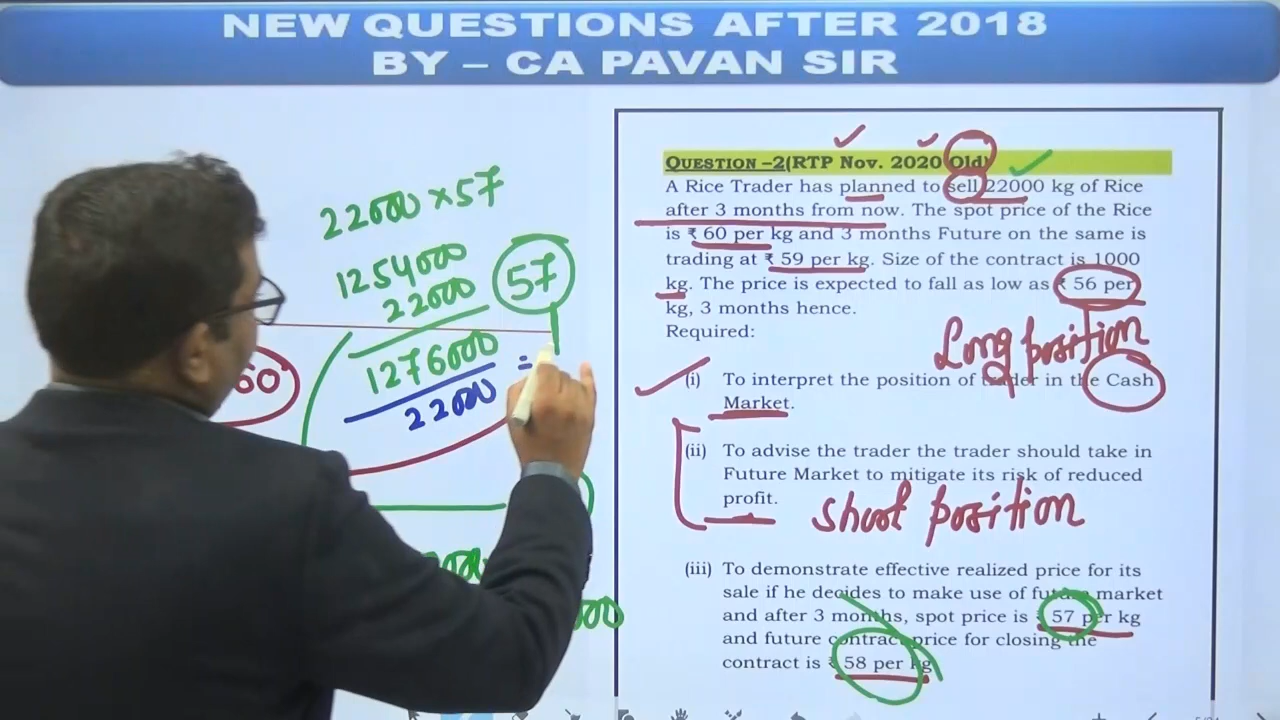 NEW QUESTIONS AFTER 2018
BY – CA PAVAN SIR
22000 × 57
1254000
22000
57
1276000
22000
=
60
QUESTION –2(RTP Nov. 2020 Old)
A Rice Trader has planned to sell 22000 kg of Rice
after 3 months from now. The spot price of the Rice
is ₹ 60 per kg and 3 months Future on the same is
trading at ₹ 59 per kg. Size of the contract is 1000
kg. The price is expected to fall as low as ₹ 56 per
kg, 3 months hence.
Required:
Long position
(i) To interpret the position of trader in the Cash
Market.
(ii) To advise the trader the trader should take in
Future Market to mitigate its risk of reduced
profit.
short position
(iii) To demonstrate effective realized price for its
sale if he decides to make use of future market
and after 3 months, spot price is ₹ 57 per kg
and future contract price for closing the
contract is ₹ 58 per kg